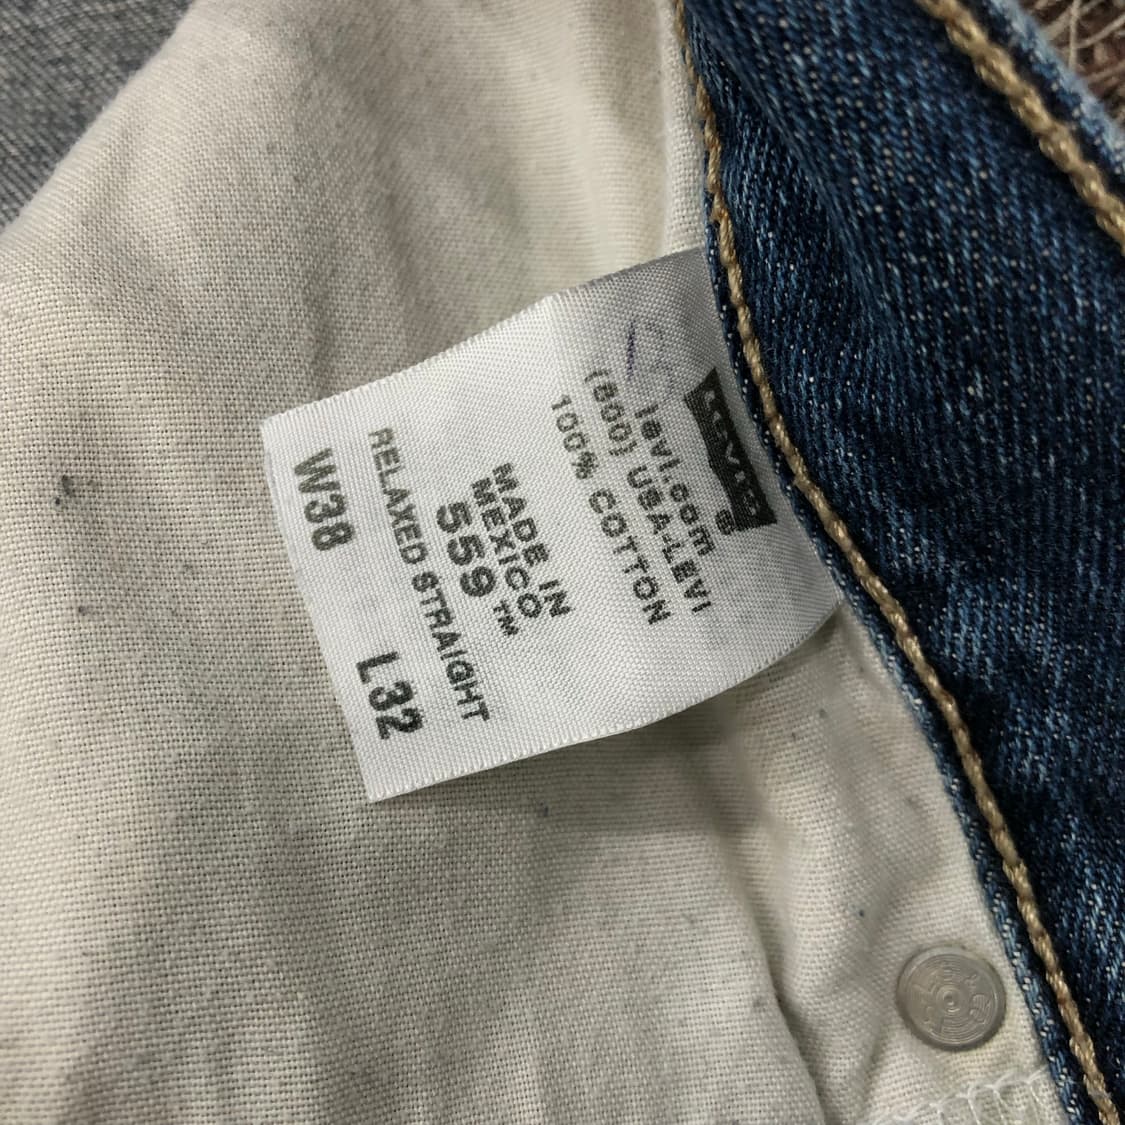 LEVI'S
®
levi.com
(800) USA-LEVI
100% COTTON
MADE IN
MEXICO
559™
RELAXED STRAIGHT
W38 L32